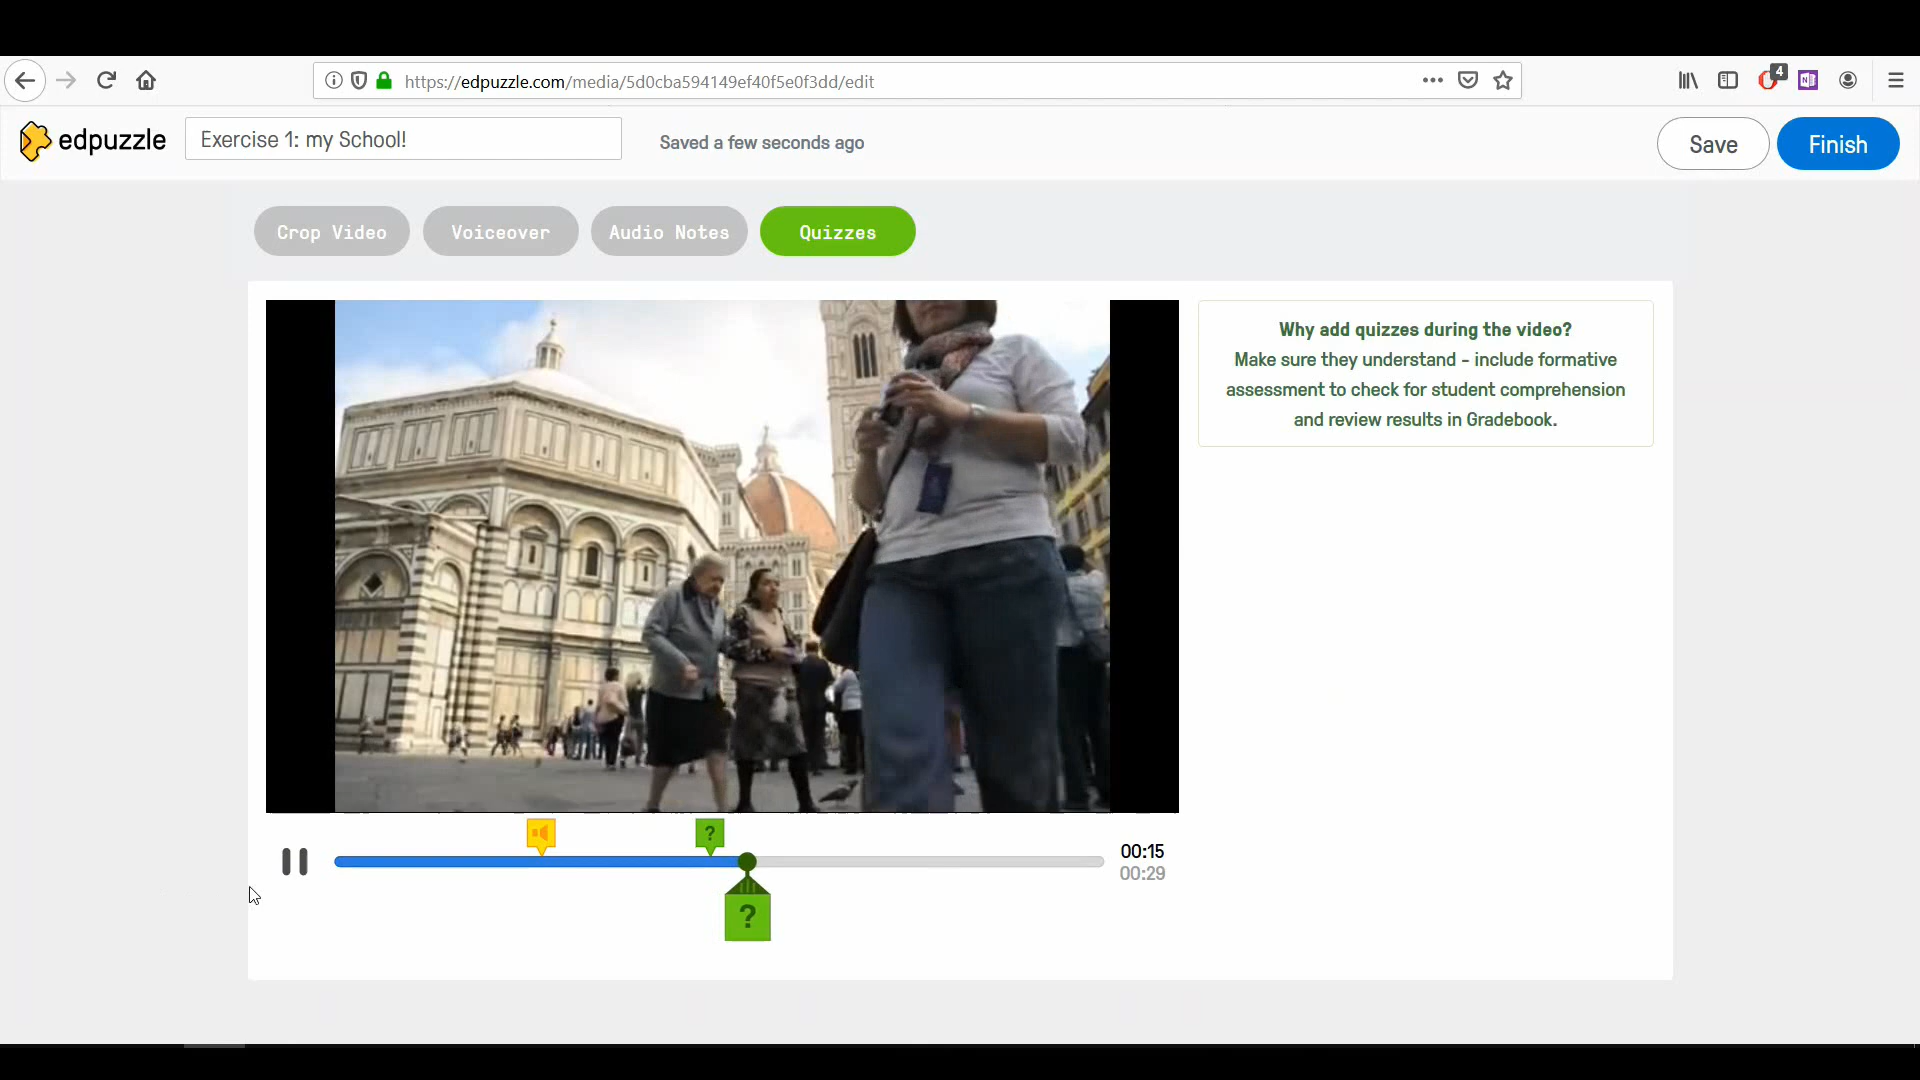 https://edpuzzle.com/media/5d0cba594149ef40f5e0f3dd/edit
4
N
edpuzzle
Exercise 1: my School!
Saved a few seconds ago
Save
Finish
Crop Video
Voiceover
Audio Notes
Quizzes
Why add quizzes during the video?
Make sure they understand - include formative
assessment to check for student comprehension
and review results in Gradebook.
?
00:15
00:29
?